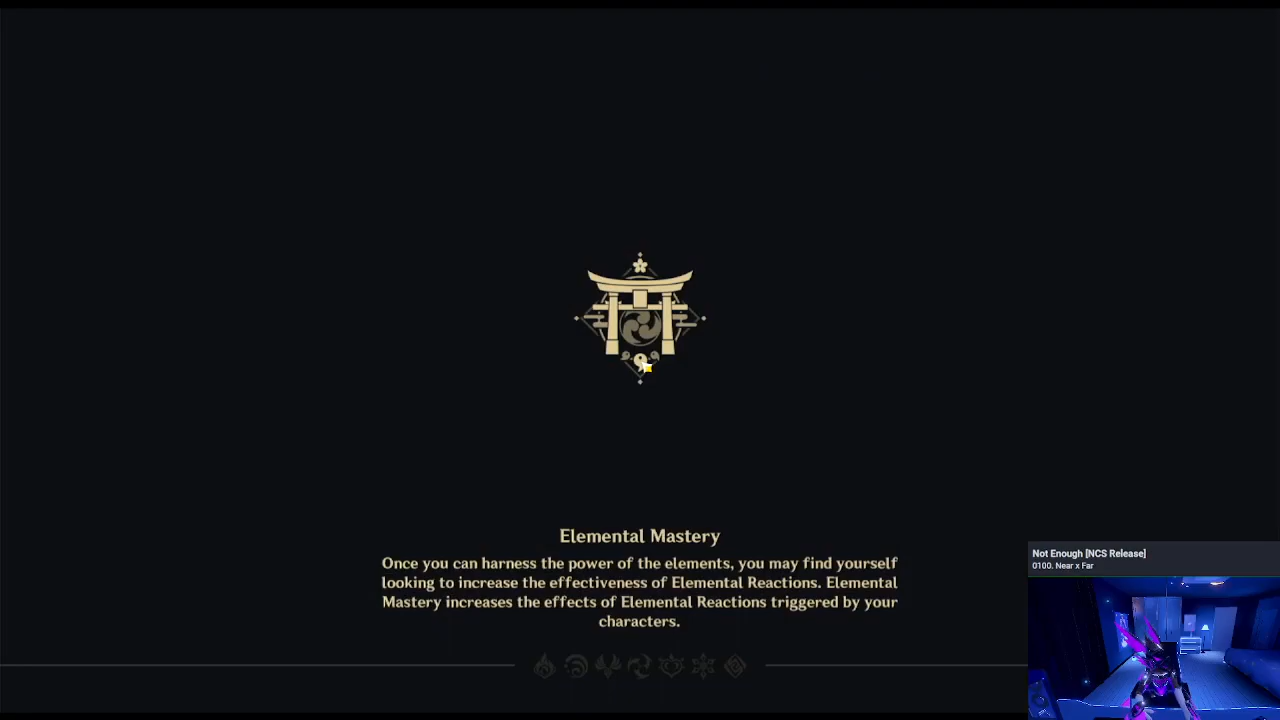 Elemental Mastery
Once you can harness the power of the elements, you may find yourself
looking to increase the effectiveness of Elemental Reactions. Elemental
Mastery increases the effects of Elemental Reactions triggered by your
characters.
Not Enough [NCS Release]
0100. Near x Far